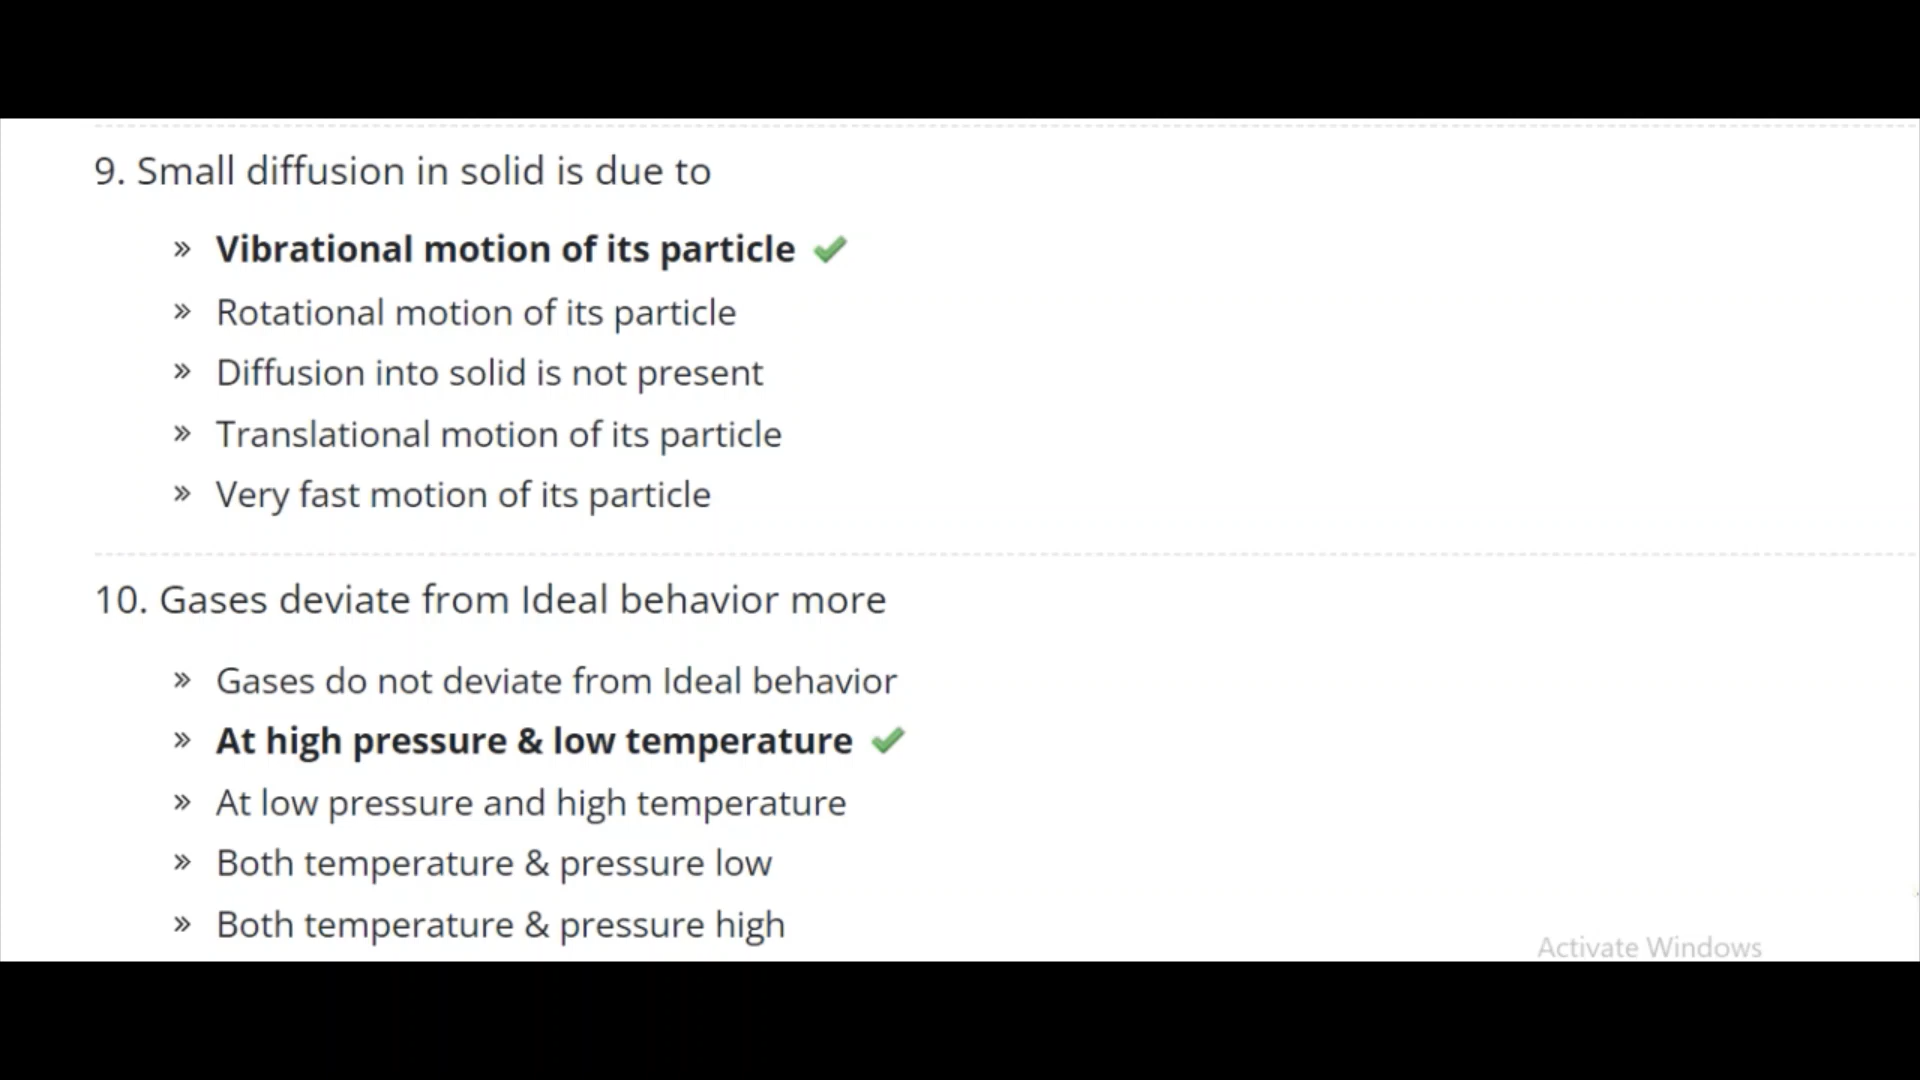 9. Small diffusion in solid is due to
» Vibrational motion of its particle
» Rotational motion of its particle
» Diffusion into solid is not present
» Translational motion of its particle
» Very fast motion of its particle
10. Gases deviate from Ideal behavior more
» Gases do not deviate from Ideal behavior
» At high pressure & low temperature
» At low pressure and high temperature
» Both temperature & pressure low
» Both temperature & pressure high
Activate Windows